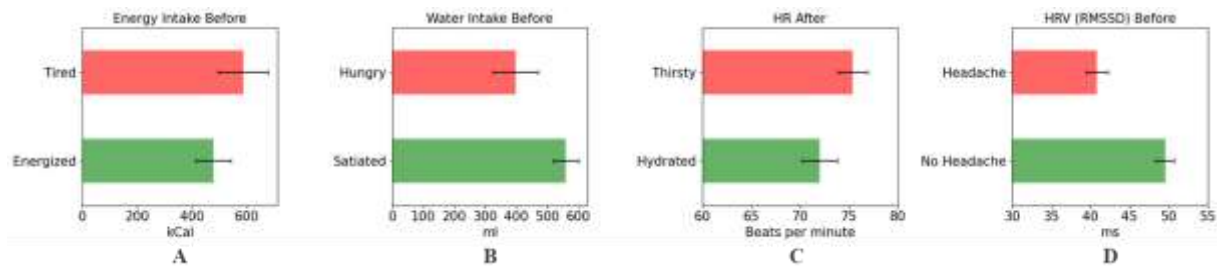 Energy Intake Before
Tired
Energized
0 200 400 600
kCal
A
Water Intake Before
Hungry
Satiated
0 100 200 300 400 500 600
ml
B
HR After
Thirsty
Hydrated
60 65 70 75 80
Beats per minute
C
HRV (RMSSD) Before
Headache
No Headache
30 35 40 45 50 55
ms
D